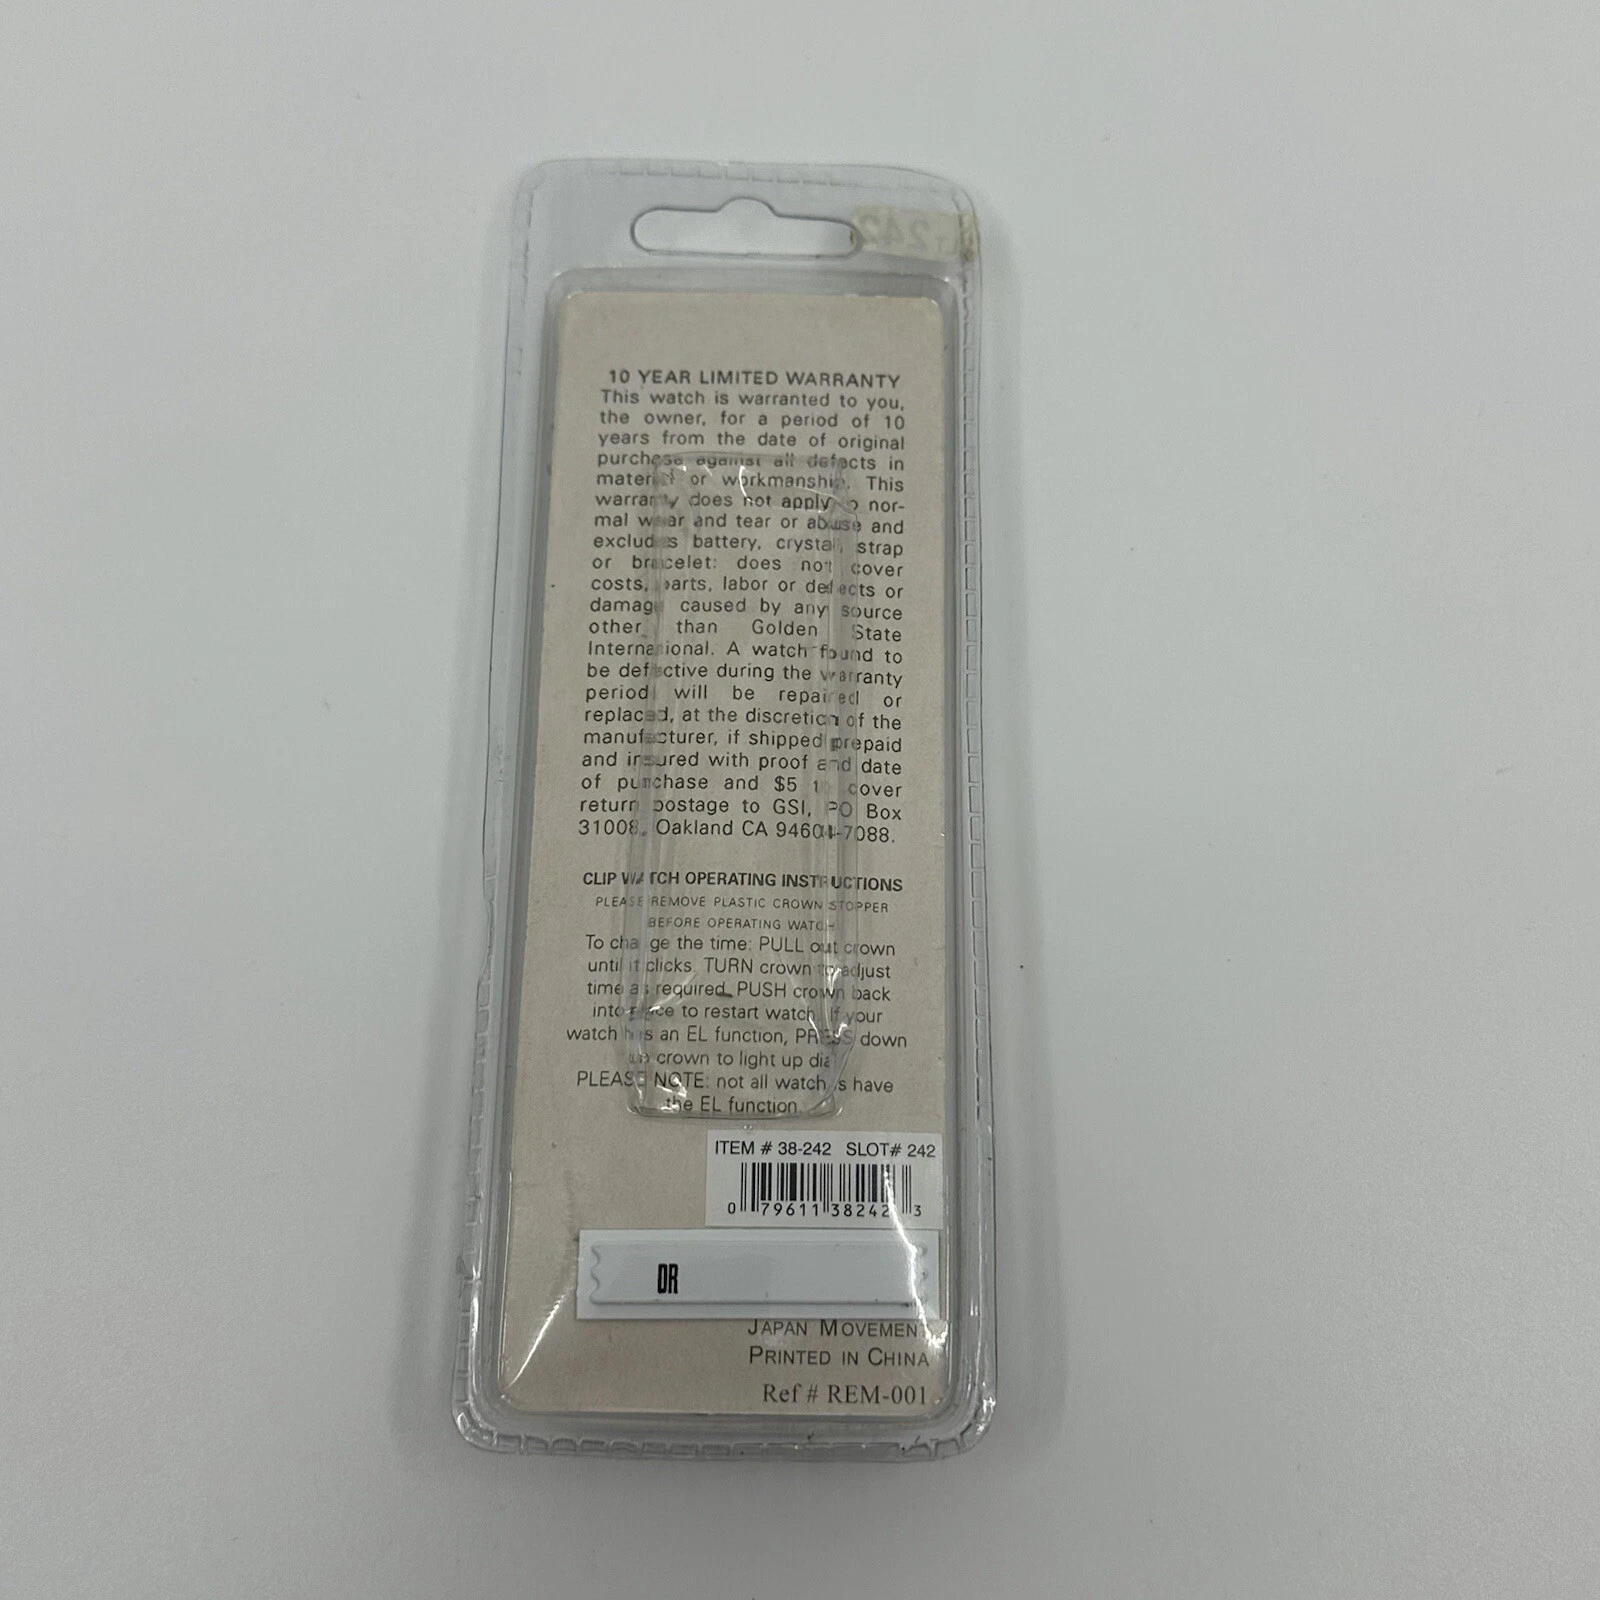 242
10 YEAR LIMITED WARRANTY
This watch is warranted to you,
the owner, for a period of 10
years from the date of original
purchase against all defects in
material or workmanship. This
warranty does not apply to nor-
mal wear and tear or abuse and
excludes battery, crystal, strap
or bracelet: does not cover
costs, parts, labor or defects or
damage caused by any source
other than Golden State
International. A watch found to
be defective during the warranty
period will be repaired or
replaced, at the discretion of the
manufacturer, if shipped prepaid
and insured with proof and date
of purchase and $5 to cover
return postage to GSI, PO Box
31008, Oakland CA 94604-7088.
CLIP WATCH OPERATING INSTRUCTIONS
PLEASE REMOVE PLASTIC CROWN STOPPER
BEFORE OPERATING WATCH
To change the time: PULL out crown
until it clicks. TURN crown to adjust
time as required. PUSH crown back
into place to restart watch. If your
watch has an EL function, PRESS down
on crown to light up dial
PLEASE NOTE: not all watches have
the EL function.
ITEM # 38-242 SLOT# 242
0 79611 38242 3
DR
JAPAN MOVEMENT
PRINTED IN CHINA
Ref # REM-001